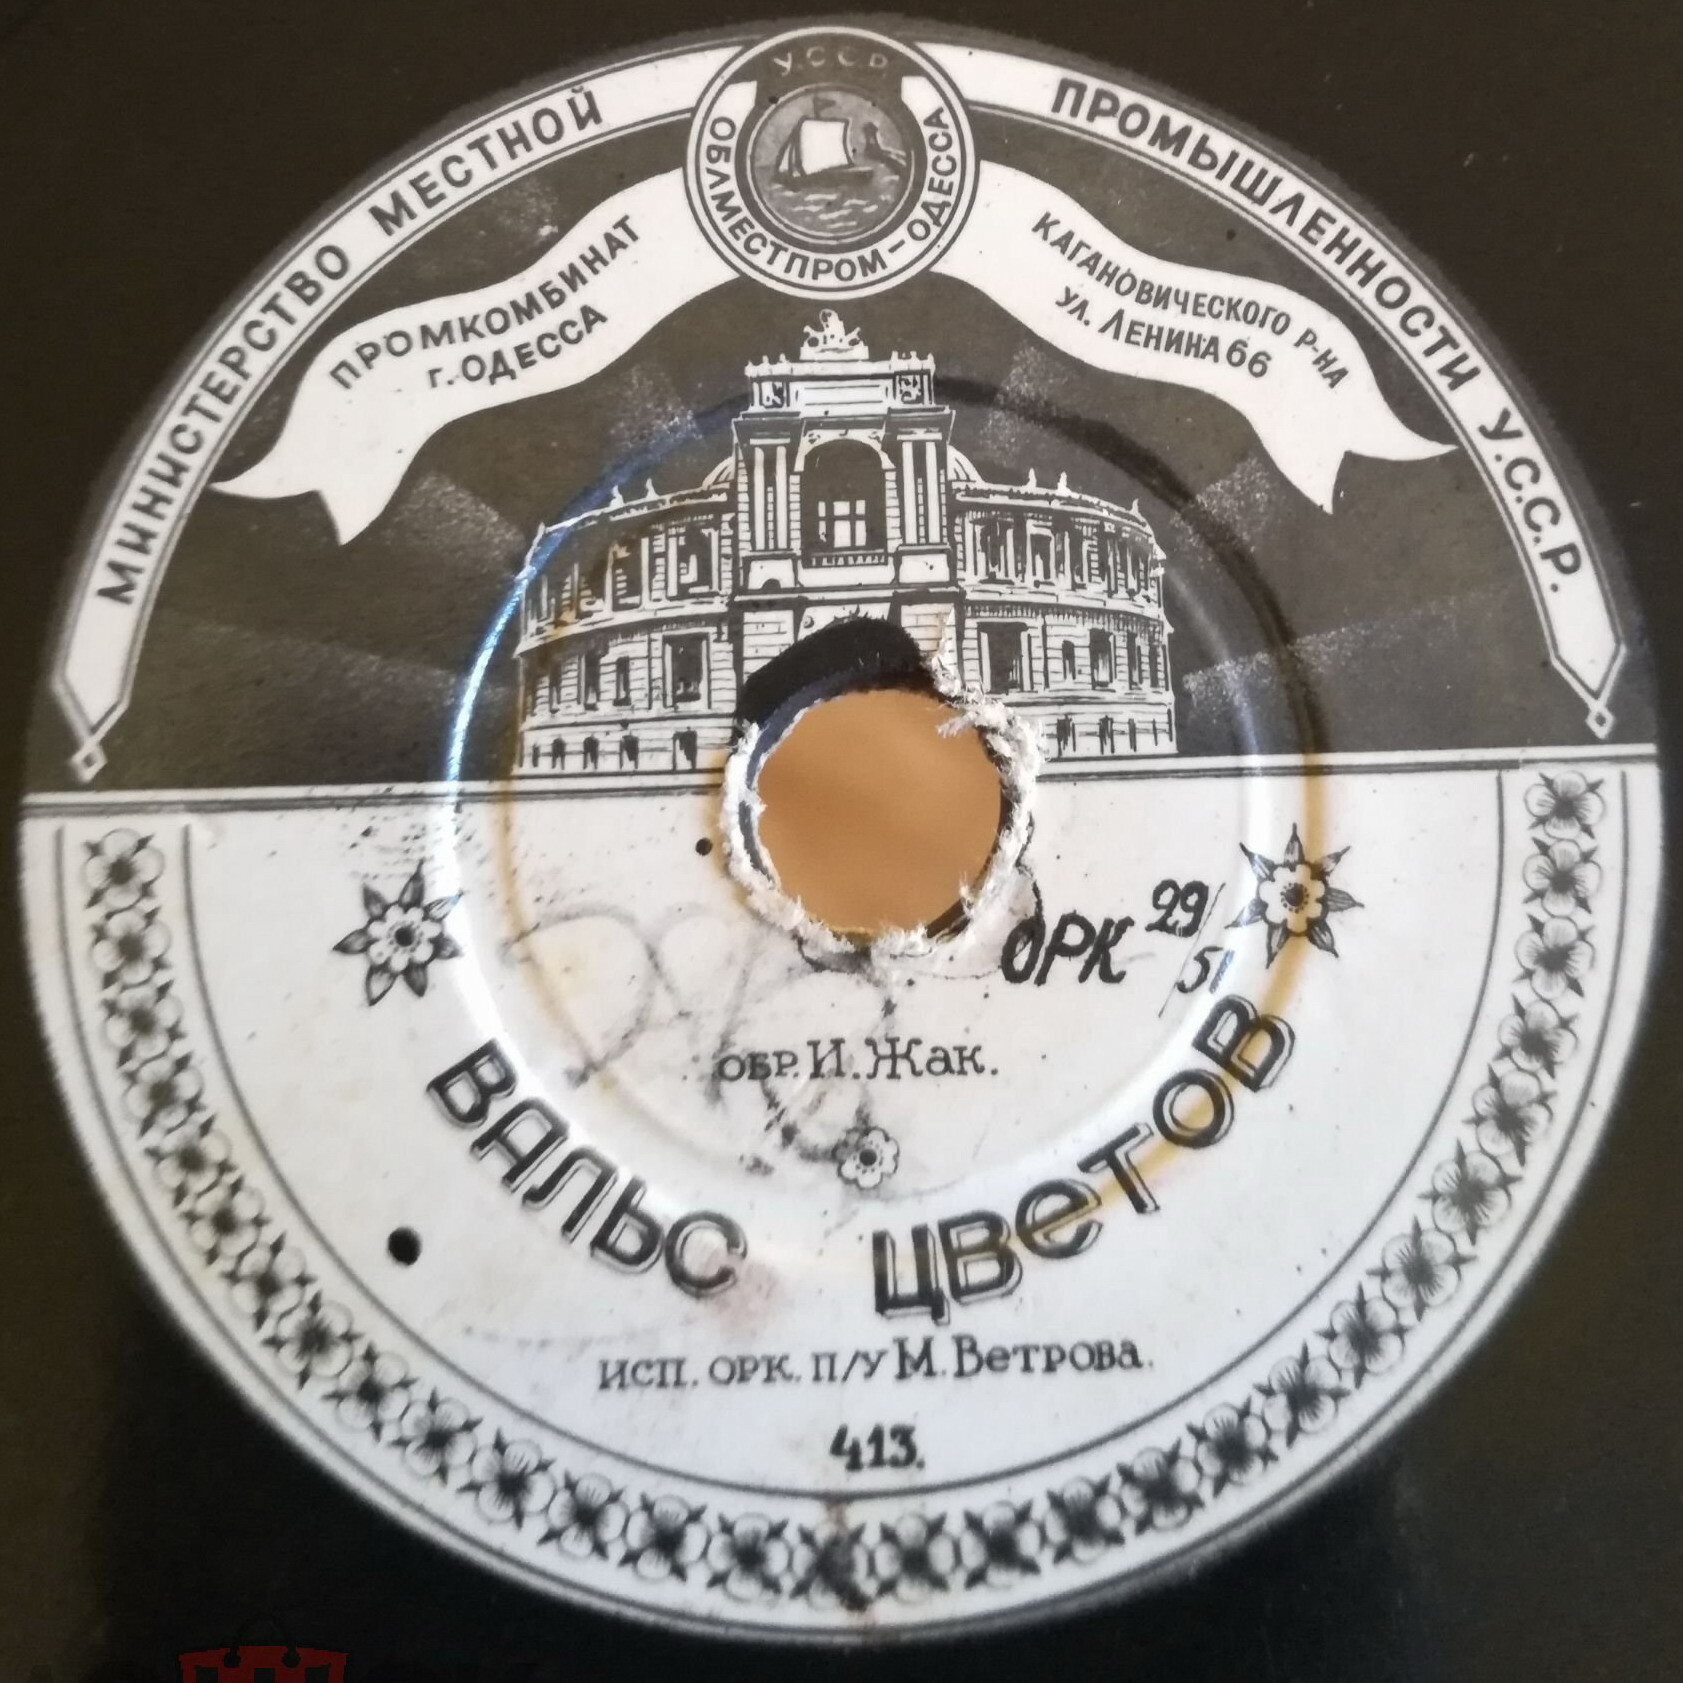 МИНИСТЕРСТВО МЕСТНОЙ ПРОМЫШЛЕННОСТИ У.С.С.Р.
У.С.С.Р.
ОБЛМЕСТПРОМ-ОДЕССА
ПРОМКОМБИНАТ
г. ОДЕССА
КАГАНОВИЧЕСКОГО Р-НА
УЛ. ЛЕНИНА 66
ОРК 29/51
ОБР. И. Жак.
ВАЛЬС ЦВЕТОВ
ИСП. ОРК. П/У М. Ветрова.
413.